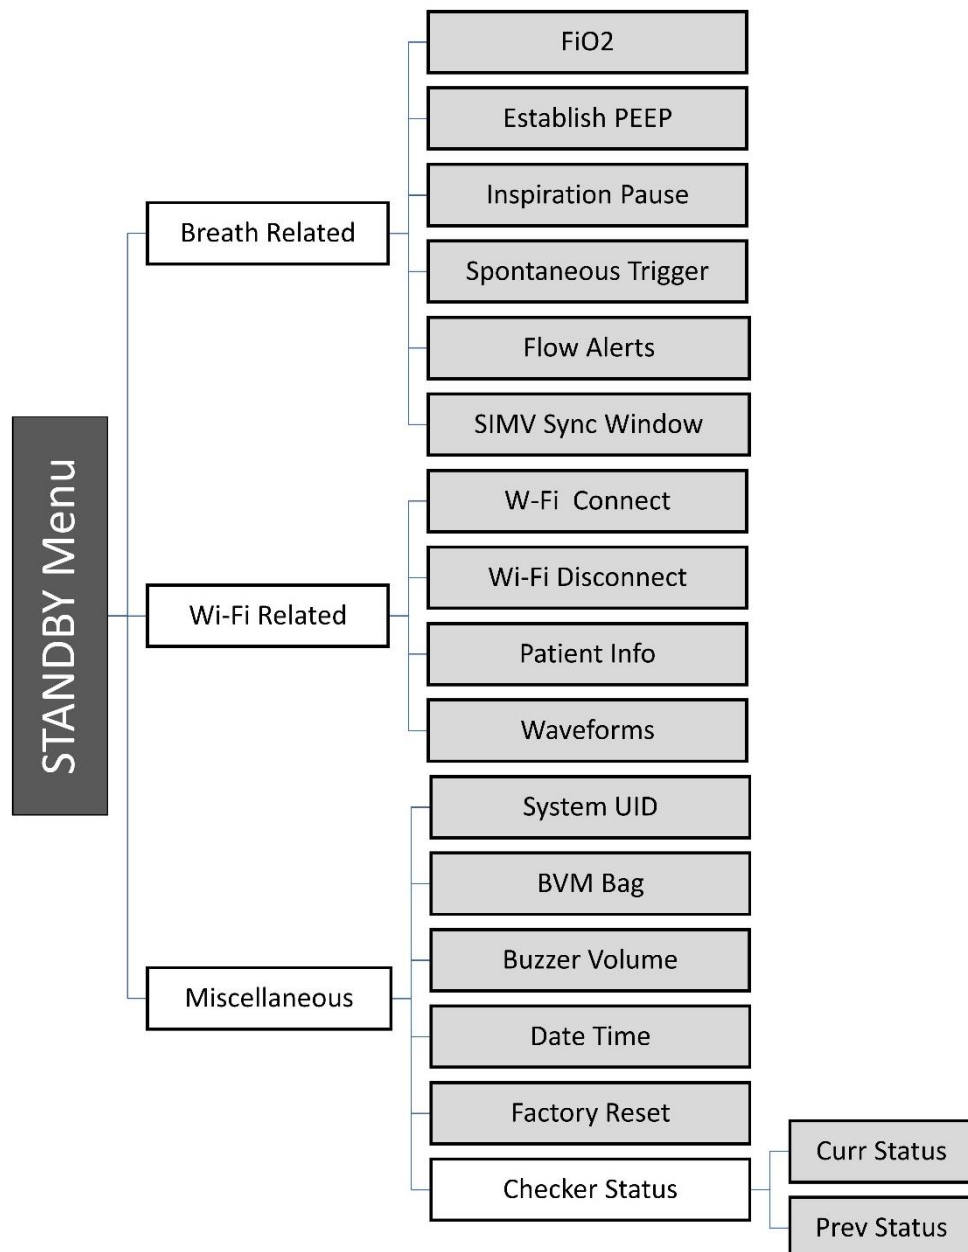 STANDBY Menu
Breath Related
FiO2
Establish PEEP
Inspiration Pause
Spontaneous Trigger
Flow Alerts
SIMV Sync Window
Wi-Fi Related
W-Fi  Connect
Wi-Fi Disconnect
Patient Info
Waveforms
Miscellaneous
System UID
BVM Bag
Buzzer Volume
Date Time
Factory Reset
Checker Status
Curr Status
Prev Status